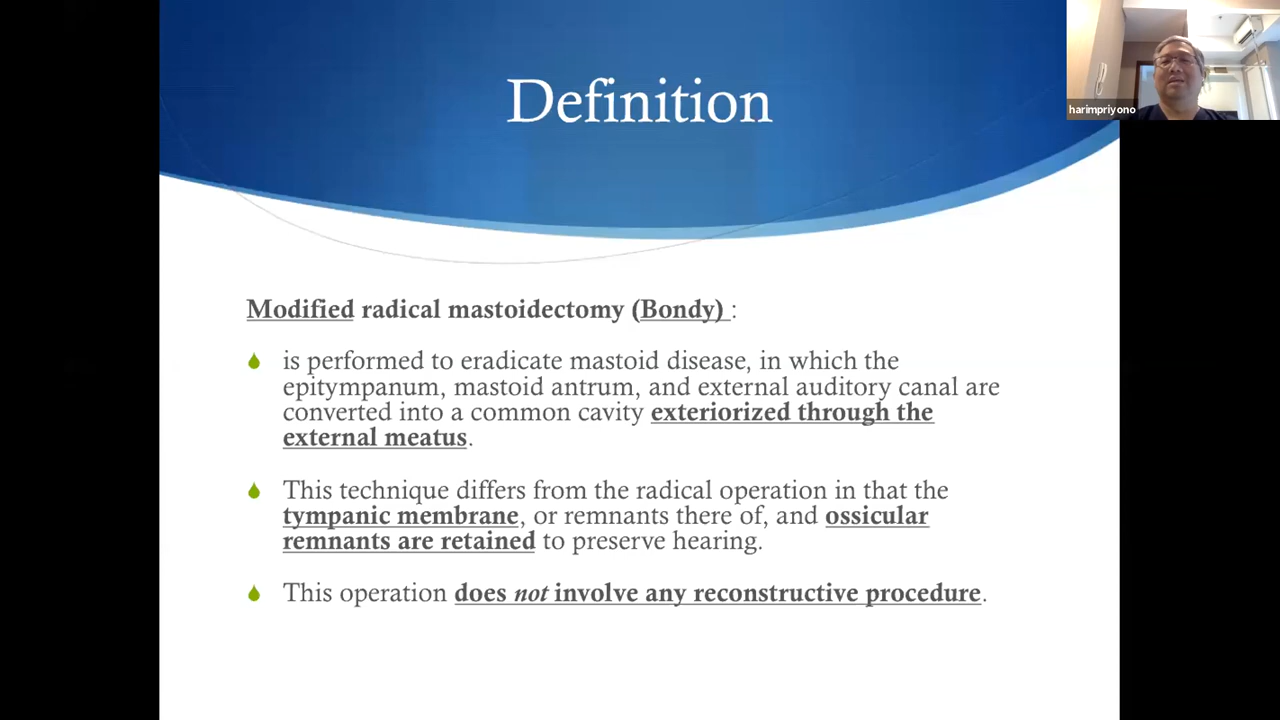 Definition
harimpriyono
Modified radical mastoidectomy (Bondy) :
is performed to eradicate mastoid disease, in which the
epitympanum, mastoid antrum, and external auditory canal are
converted into a common cavity exteriorized through the
external meatus.
This technique differs from the radical operation in that the
tympanic membrane, or remnants there of, and ossicular
remnants are retained to preserve hearing.
This operation does not involve any reconstructive procedure.